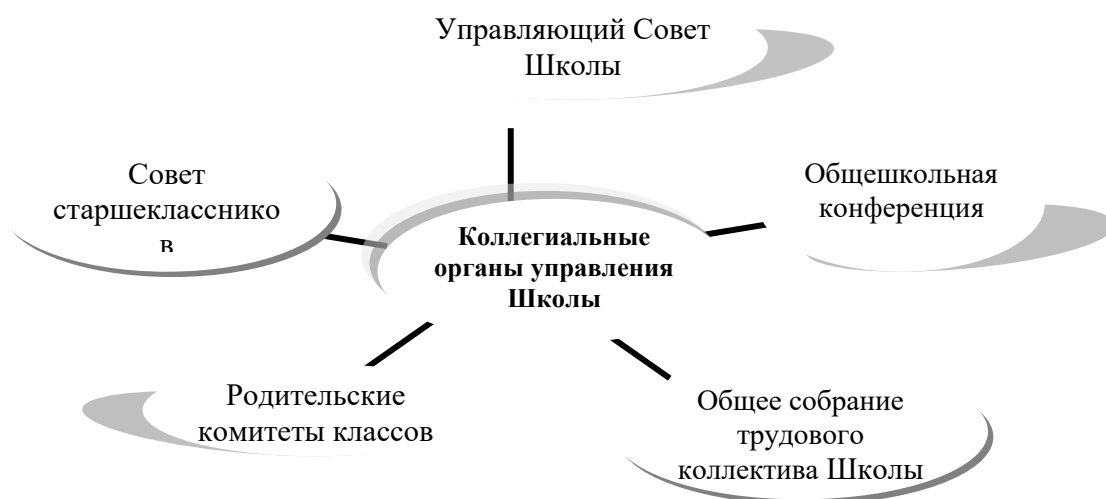 Управляющий Совет
Школы
Совет
старшекласснико
в
Общешкольная
конференция
Коллегиальные
органы управления
Школы
Родительские
комитеты классов
Общее собрание
трудового
коллектива Школы